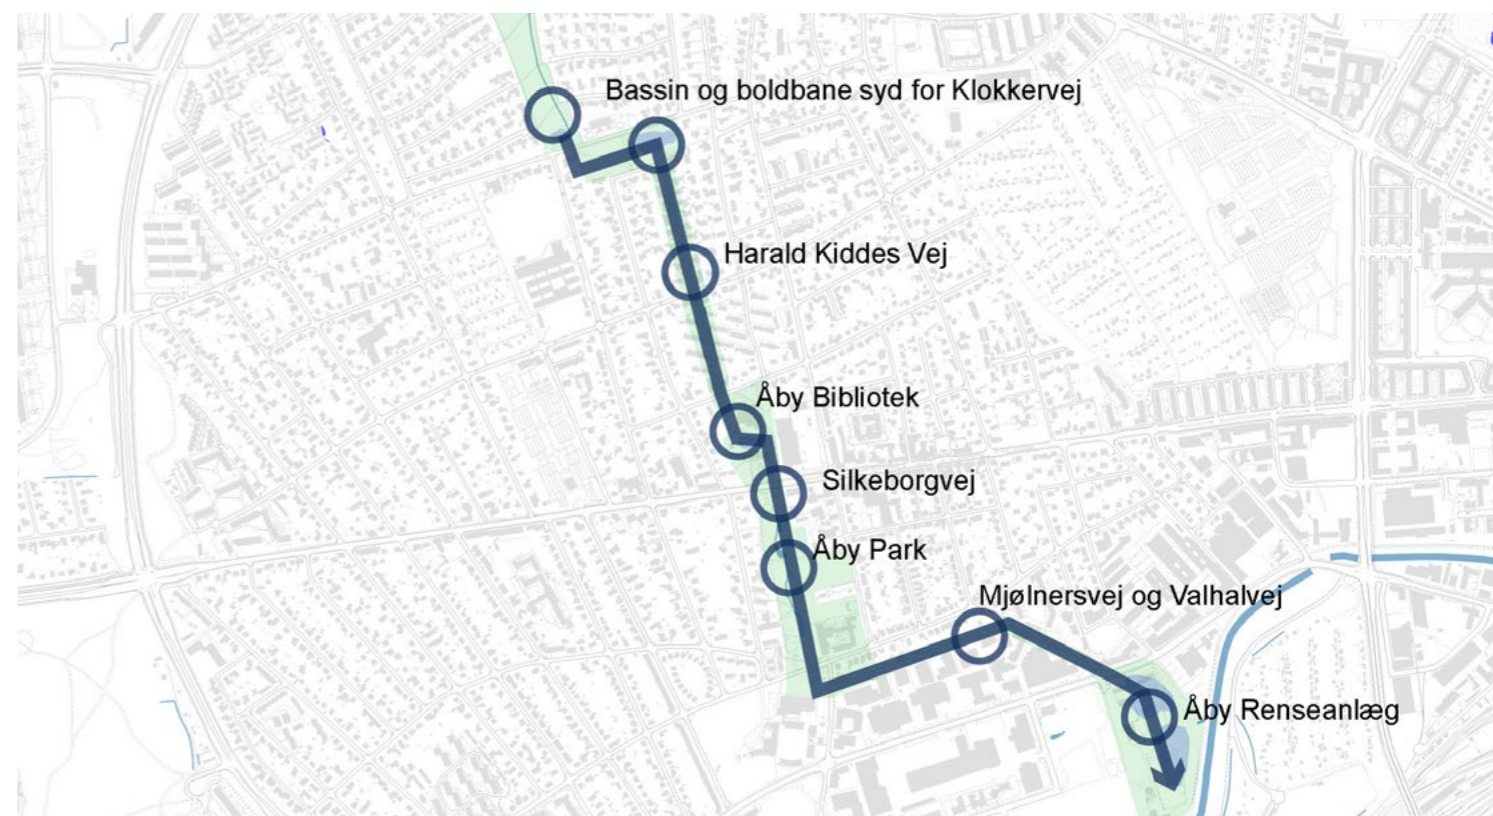 Bassin og boldbane syd for Klokkervej
Harald Kiddes Vej
Åby Bibliotek
Silkeborgvej
Åby Park
Mjølnersvej og Valhalvej
Åby Renseanlæg